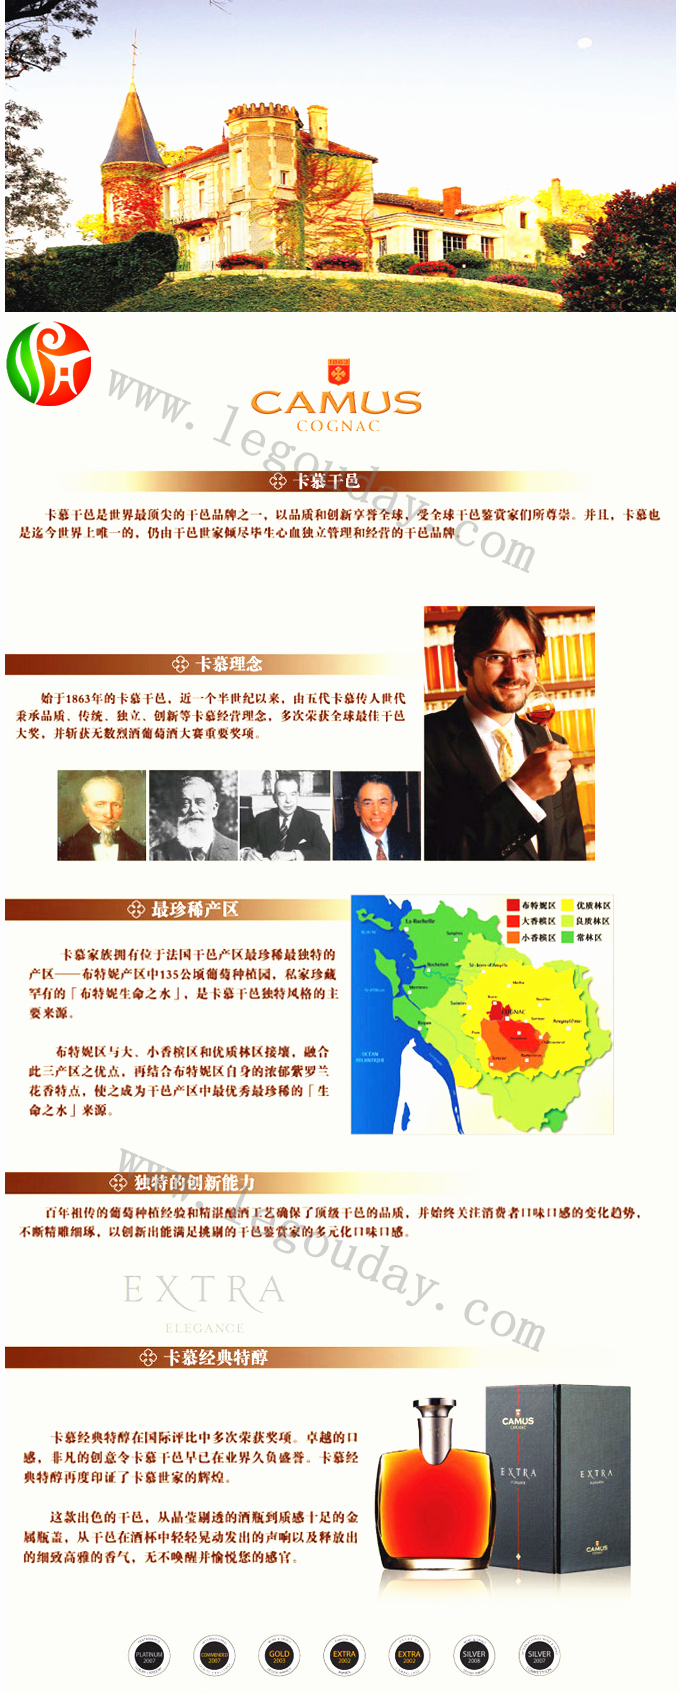 www.legouday.com
CAMUS
COGNAC
卡慕干邑
卡慕干邑是世界最顶尖的干邑品牌之一，以品质和创新享誉全球，受全球干邑鉴赏家们所尊崇。并且，卡慕也
是迄今世界上唯一的，仍由干邑世家倾尽毕生心血独立管理和经营的干邑品牌。
卡慕理念
始于1863年的卡慕干邑，近一个半世纪以来，由五代卡慕传人世代
秉承品质、传统、独立、创新等卡慕经营理念，多次荣获全球最佳干邑
大奖，并斩获无数烈酒葡萄酒大赛重要奖项。
最珍稀产区
卡慕家族拥有位于法国干邑产区最珍稀最独特的
产区——布特妮产区中135公顷葡萄种植园，私家珍藏
罕有的「布特妮生命之水」，是卡慕干邑独特风格的主
要来源。
布特妮区与大、小香槟区和优质林区接壤，融合
此三产区之优点，再结合布特妮区自身的浓郁紫罗兰
花香特点，使之成为干邑产区中最优秀最珍稀的「生
命之水」来源。
布特妮区 优质林区
大香槟区 良质林区
小香槟区 常林区
La Rochelle
Rochefort
St-Jean-d'Angely
Saintes
Royan
COGNAC
Angoulême
OCEAN
ATLANTIQUE
www.legouday.com
独特的创新能力
百年祖传的葡萄种植经验和精湛酿酒工艺确保了顶级干邑的品质，并始终关注消费者口味口感的变化趋势，
不断精雕细琢，以创新出能满足挑剔的干邑鉴赏家的多元化口味口感。
EXTRA
ELEGANCE
卡慕经典特醇
卡慕经典特醇在国际评比中多次荣获奖项。卓越的口
感，非凡的创意令卡慕干邑早已在业界久负盛誉。卡慕经
典特醇再度印证了卡慕世家的辉煌。
这款出色的干邑，从晶莹剔透的酒瓶到质感十足的金
属瓶盖，从干邑在酒杯中轻轻晃动发出的声响以及释放出
的细致高雅的香气，无不唤醒并愉悦您的感官。
CAMUS
COGNAC
EXTRA
ELEGANCE
EXTRA
ELEGANCE
CAMUS
COGNAC
PLATINUM
2007
COMMENDED
2007
GOLD
2003
EXTRA
2002
EXTRA
2002
SILVER
2008
SILVER
2007